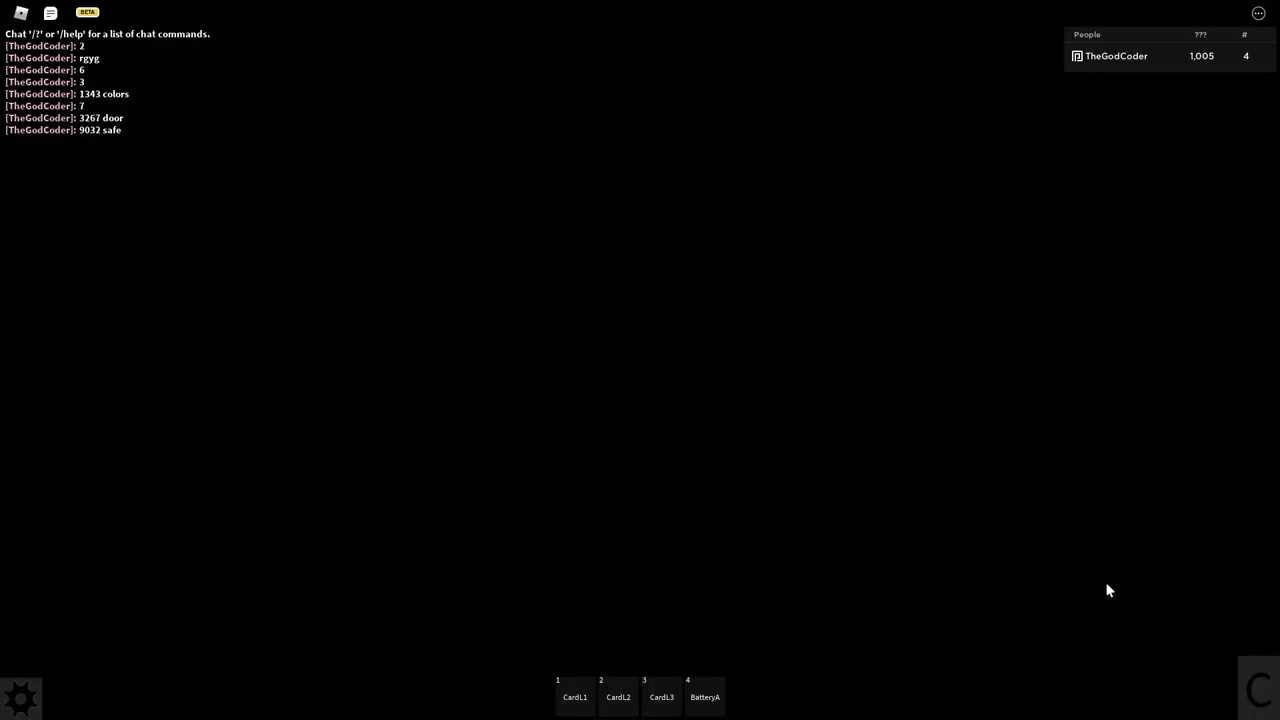 BETA
Chat '/?' or '/help' for a list of chat commands.
[TheGodCoder]: 2
[TheGodCoder]: rgyg
[TheGodCoder]: 6
[TheGodCoder]: 3
[TheGodCoder]: 1343 colors
[TheGodCoder]: 7
[TheGodCoder]: 3267 door
[TheGodCoder]: 9032 safe
People ??? #
TheGodCoder 1,005 4
1 2 3 4
CardL1 CardL2 CardL3 BatteryA
C